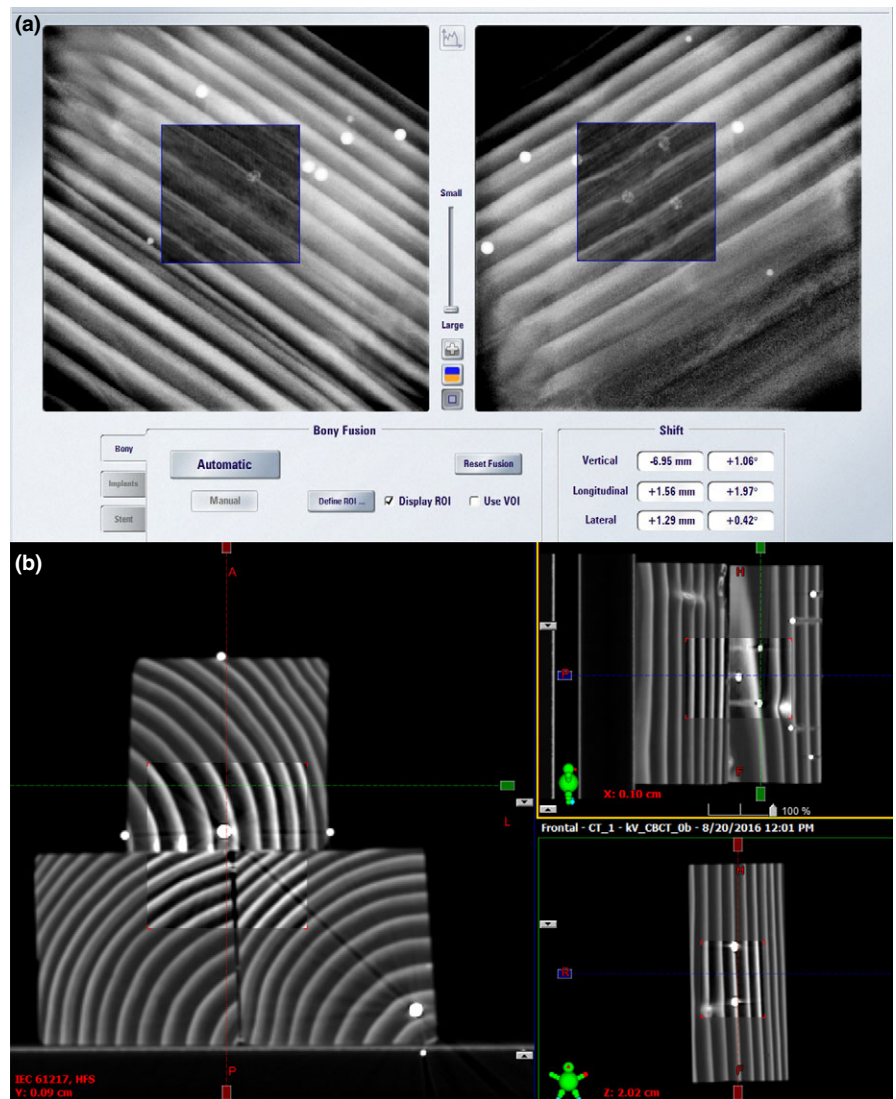 (a)
Small
Large
Bony Fusion
Shift
Bony
Automatic
Reset Fusion
Vertical -6.95 mm +1.06°
Implants
Manual
Define ROI ... Display ROI Use VOI
Longitudinal +1.56 mm +1.97°
Stent
Lateral +1.29 mm +0.42°
(b)
A
L
P
IEC 61217, HFS
Y: 0.09 cm
H
P
F
X: 0.10 cm
100 %
Frontal - CT_1 - kV_CBCT_0b - 8/20/2016 12:01 PM
H
R
F
Z: 2.02 cm